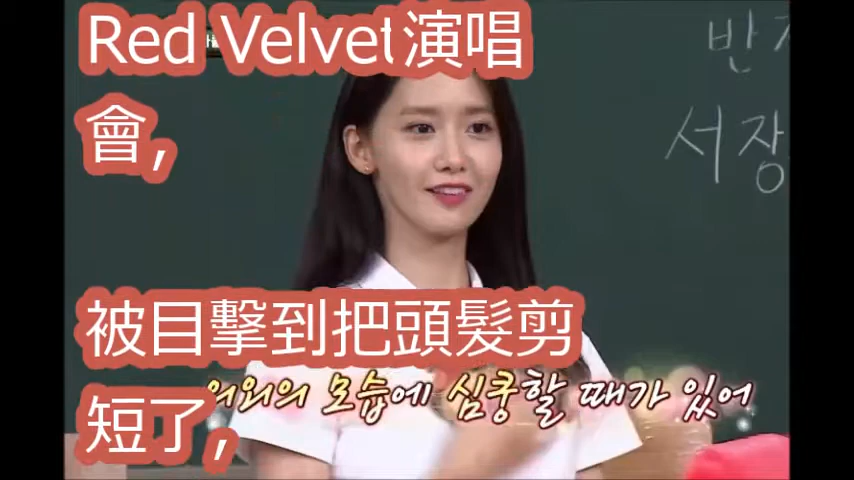 Red Velvet演唱
會,
반
서장
被目擊到把頭髮剪
의외의 모습에 심쿵할 때가 있어
短了,